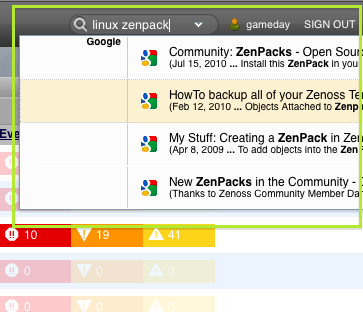 linux zenpack gameday SIGN OUT
Google
Community: ZenPacks - Open Sour
(Jul 15, 2010 ... Install this ZenPack in you
HowTo backup all of your Zenoss Te
(Feb 12, 2010 ... Objects Attached to Zenp
My Stuff: Creating a ZenPack in Zen
(Apr 8, 2009 ... To add objects into the Zen
New ZenPacks in the Community -
(Thanks to Zenoss Community Member Da
Eve
10 19 41
0 0 0
0 0 0